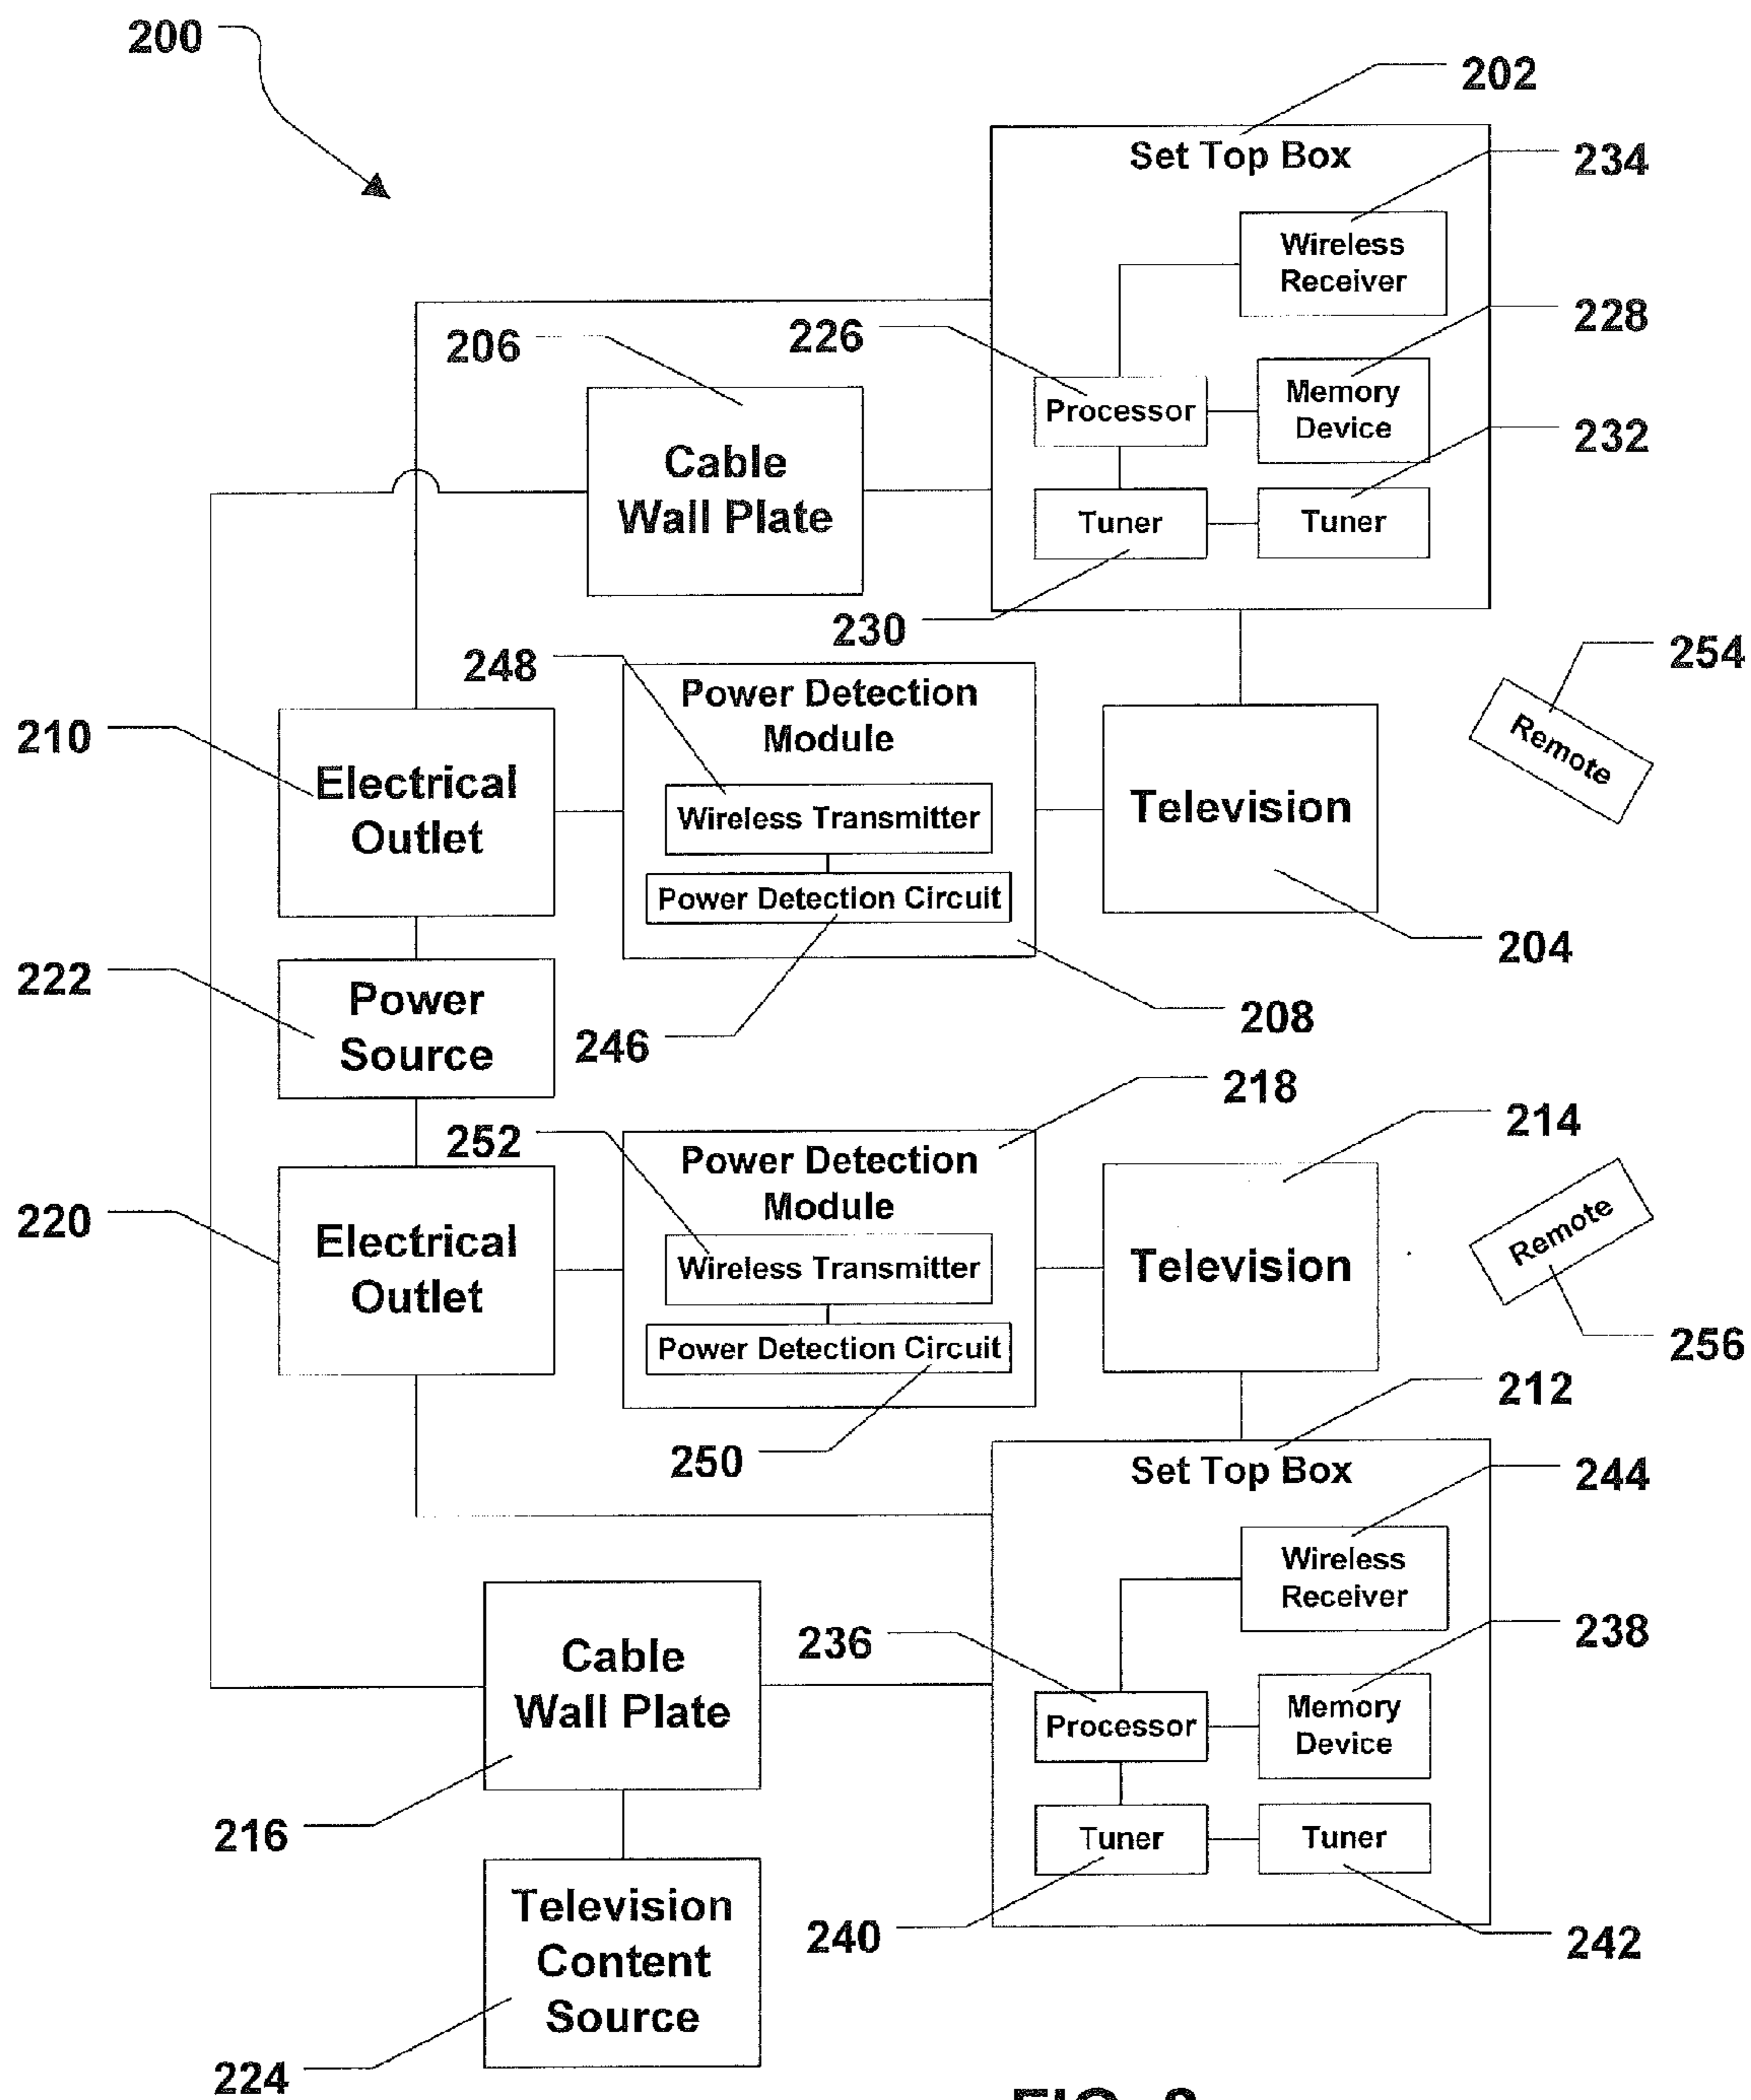 200
202
Set Top Box
234
Wireless
Receiver
228
206
226
Memory
Device
Processor
232
Cable
Wall Plate
Tuner
Tuner
230
248
254
Power Detection
Module
Remote
210
Electrical
Outlet
Wireless Transmitter
Television
Power Detection Circuit
204
222
Power
Source
208
246
218
214
252
Power Detection
Module
220
Electrical
Outlet
Remote
Wireless Transmitter
Television
256
Power Detection Circuit
212
250
Set Top Box
244
Wireless
Receiver
236
238
Cable
Wall Plate
Processor
Memory
Device
216
Tuner
Tuner
240
242
Television
Content
Source
224